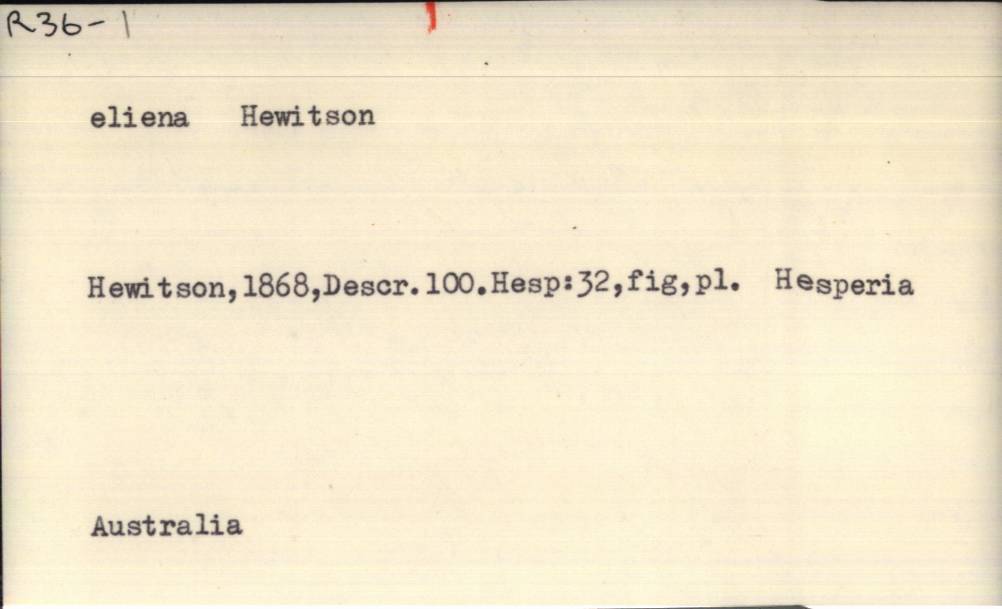 R36-1
eliena Hewitson
Hewitson,1868,Descr.100.Hesp:32,fig,pl. Hesperia
Australia